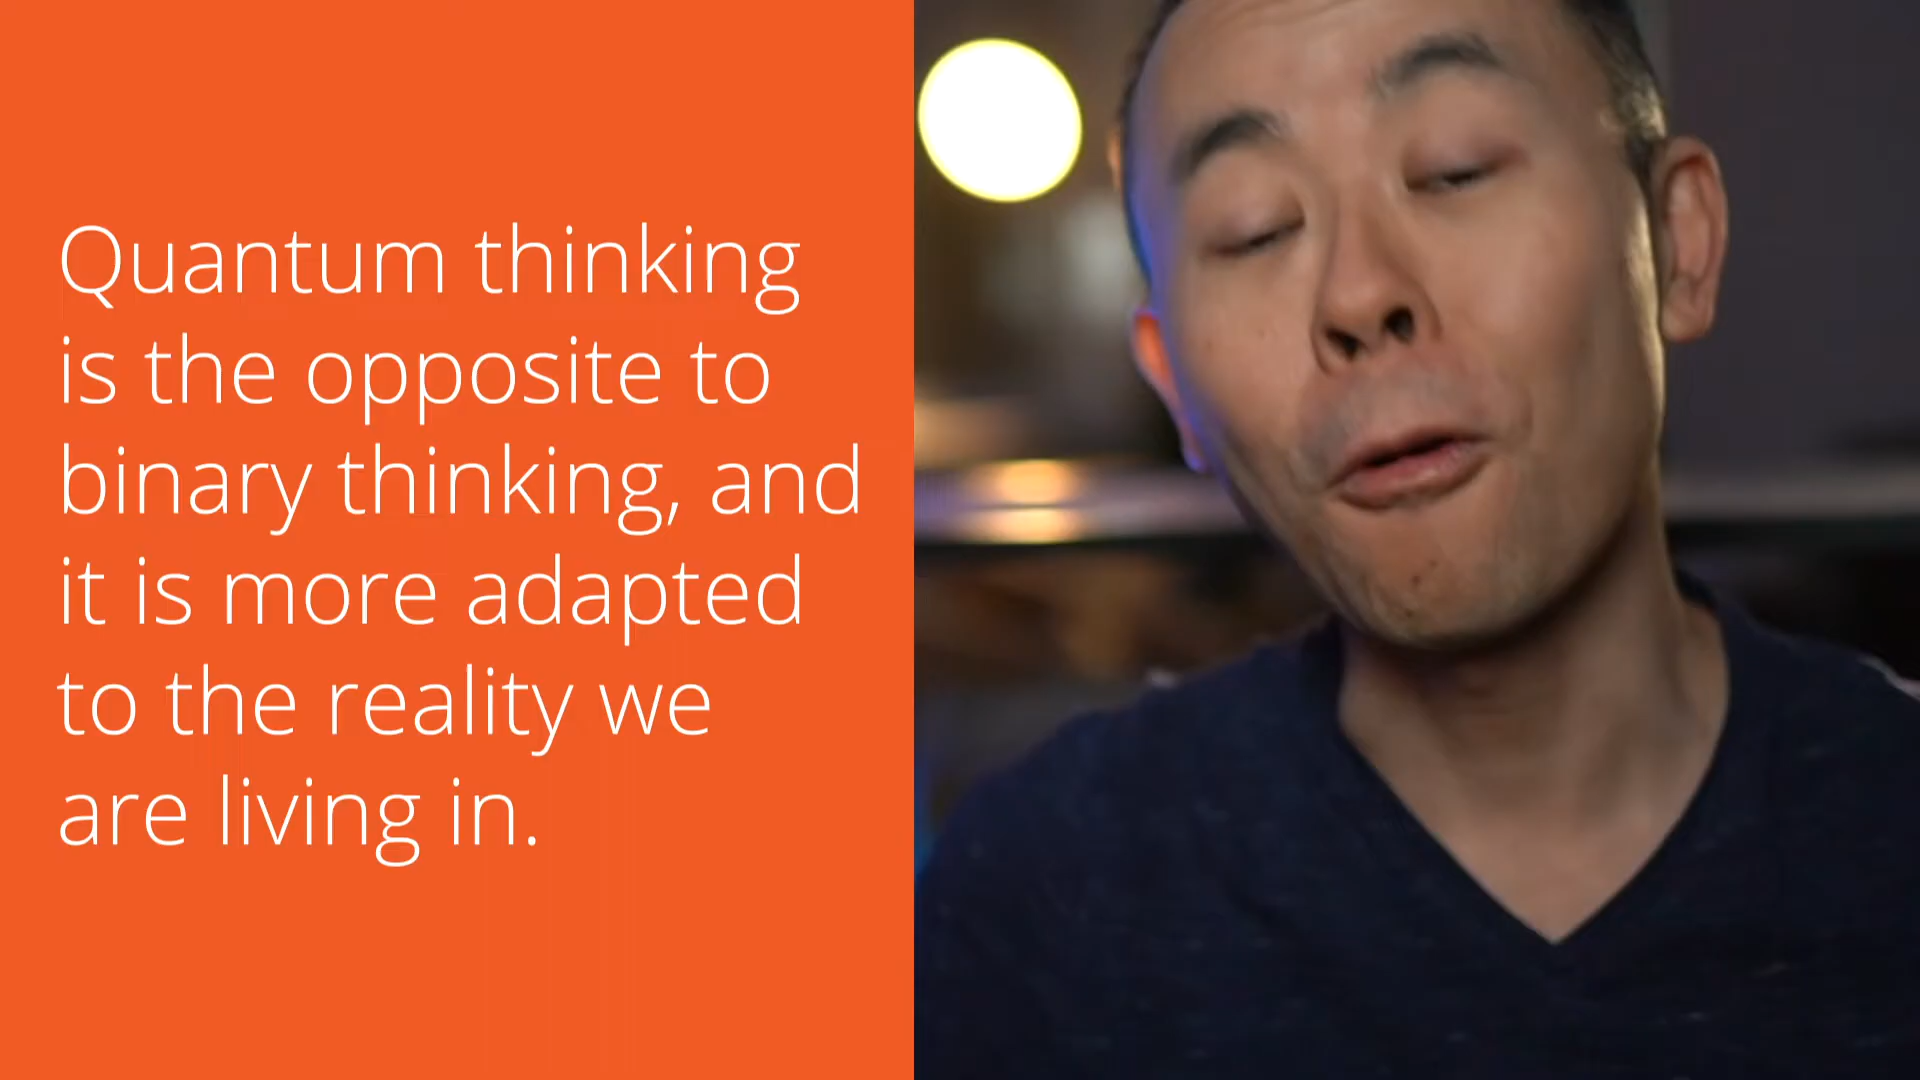 Quantum thinking
is the opposite to
binary thinking, and
it is more adapted
to the reality we
are living in.